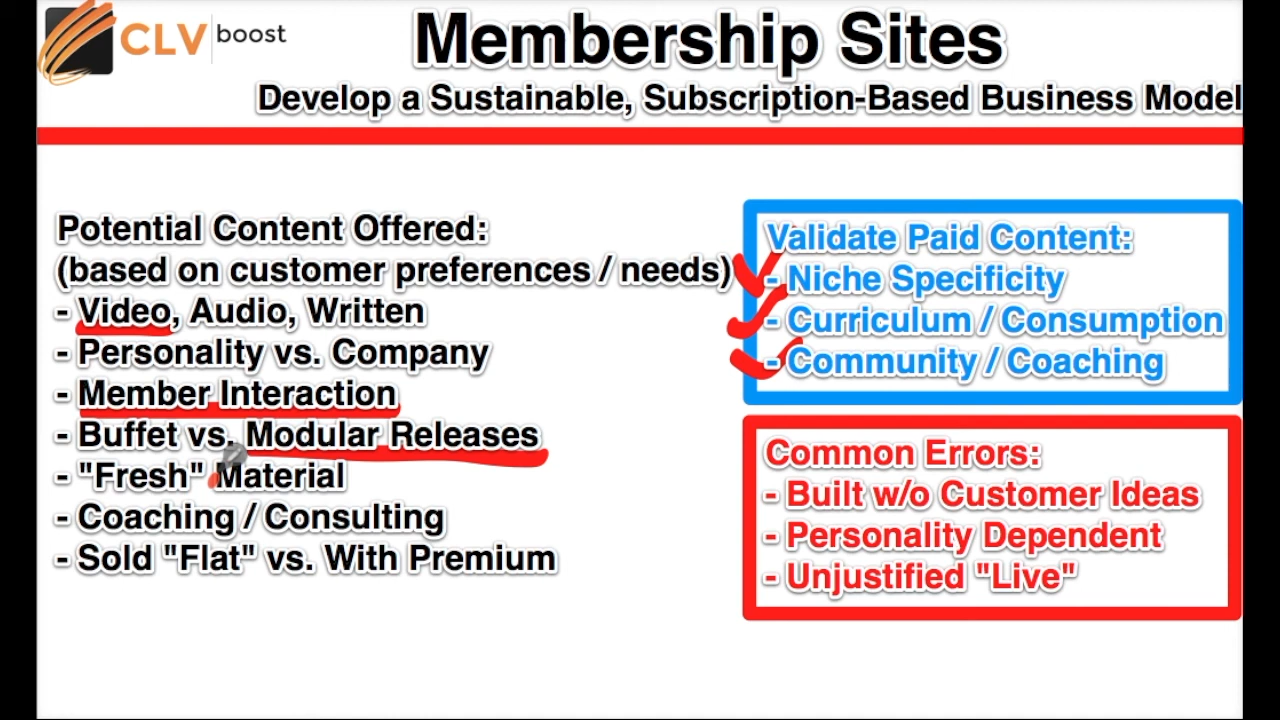 CLV boost
Membership Sites
Develop a Sustainable, Subscription-Based Business Model
Potential Content Offered:
(based on customer preferences / needs)
- Video, Audio, Written
- Personality vs. Company
- Member Interaction
- Buffet vs. Modular Releases
- "Fresh" Material
- Coaching / Consulting
- Sold "Flat" vs. With Premium
Validate Paid Content:
- Niche Specificity
- Curriculum / Consumption
- Community / Coaching
Common Errors:
- Built w/o Customer Ideas
- Personality Dependent
- Unjustified "Live"